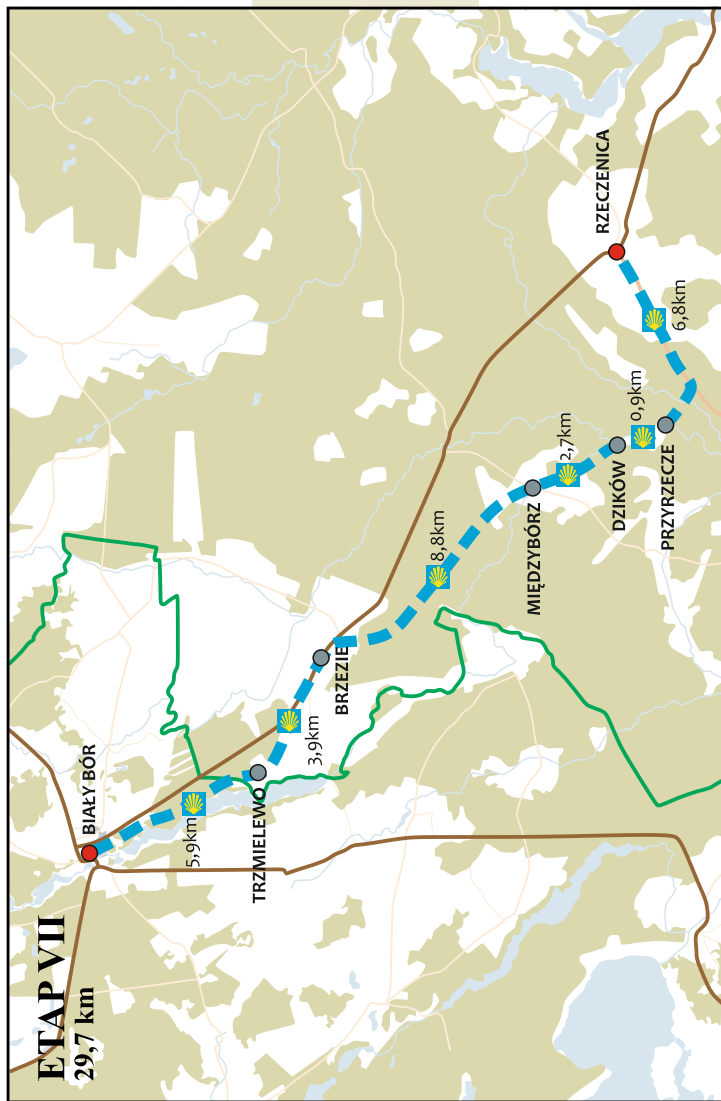 ETAP VII
29,7 km
BIAŁY BÓR
5,9km
TRZMIELEWO
3,9km
BRZEZIE
8,8km
MIĘDZYBÓRZ
2,7km
DZIKÓW
0,9km
PRZYRZECZE
6,8km
RZECZENICA